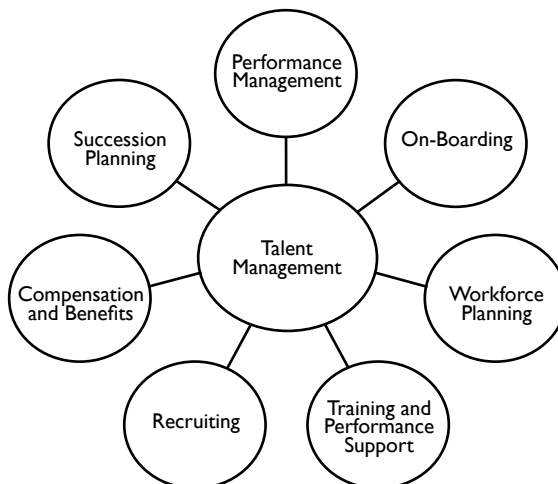 Performance
Management
Succession
Planning
On-Boarding
Talent
Management
Compensation
and Benefits
Workforce
Planning
Recruiting
Training and
Performance
Support